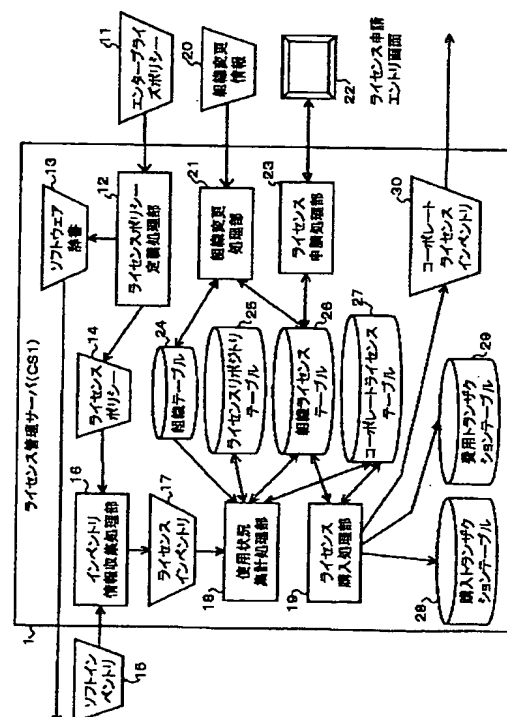 ライセンス管理サーバ(CS1)
1
ソフトイン
ベントリ
15
インベントリ
情報収集処理部
16
ライセンス
ポリシー
14
ソフトウェア
辞書
13
ライセンスポリシー
定義処理部
12
エンタープライ
ズポリシー
11
ライセンス
インベントリ
17
組織変更
情報
20
組織変更
処理部
21
ライセンス申請
エントリ画面
22
ライセンス
申請処理部
23
組織テーブル
24
ライセンスリポジトリ
テーブル
25
組織ライセンス
テーブル
26
コーポレートライセンス
テーブル
27
使用状況
集計処理部
18
ライセンス
購入処理部
19
購入トランザク
ションテーブル
28
費用トランザク
ションテーブル
29
コーポレート
ライセンス
インベントリ
30